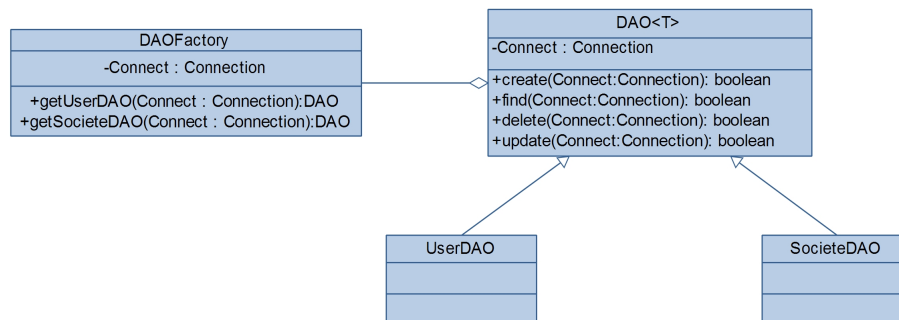 DAOFactory
-Connect : Connection
+getUserDAO(Connect : Connection):DAO
+getSocieteDAO(Connect : Connection):DAO
DAO<T>
-Connect : Connection
+create(Connect:Connection): boolean
+find(Connect:Connection): boolean
+delete(Connect:Connection): boolean
+update(Connect:Connection): boolean
UserDAO
SocieteDAO